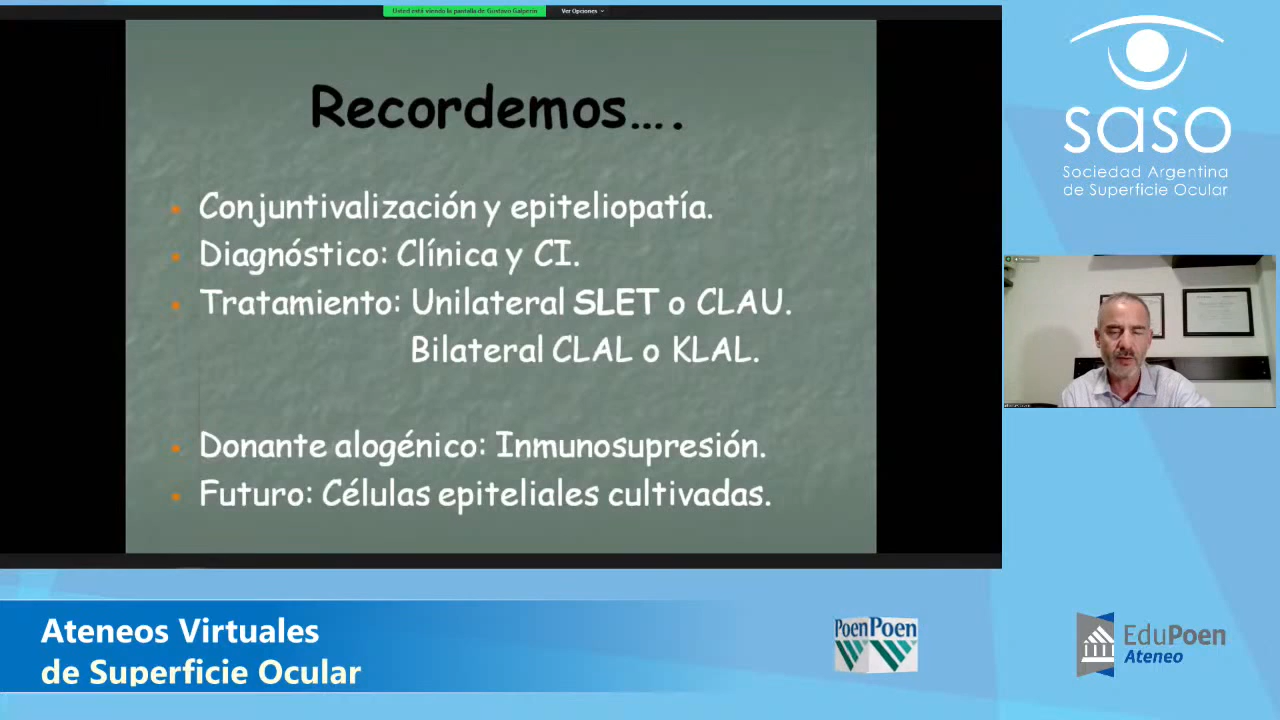 Usted está viendo la pantalla de Gustavo Galperin
Ver Opciones
Recordemos….
Conjuntivalización y epiteliopatía.
Diagnóstico: Clínica y CI.
Tratamiento: Unilateral SLET o CLAU.
Bilateral CLAL o KLAL.
Donante alogénico: Inmunosupresión.
Futuro: Células epiteliales cultivadas.
saso
Sociedad Argentina
de Superficie Ocular
Ateneos Virtuales
de Superficie Ocular
Poen Poen
EduPoen
Ateneo